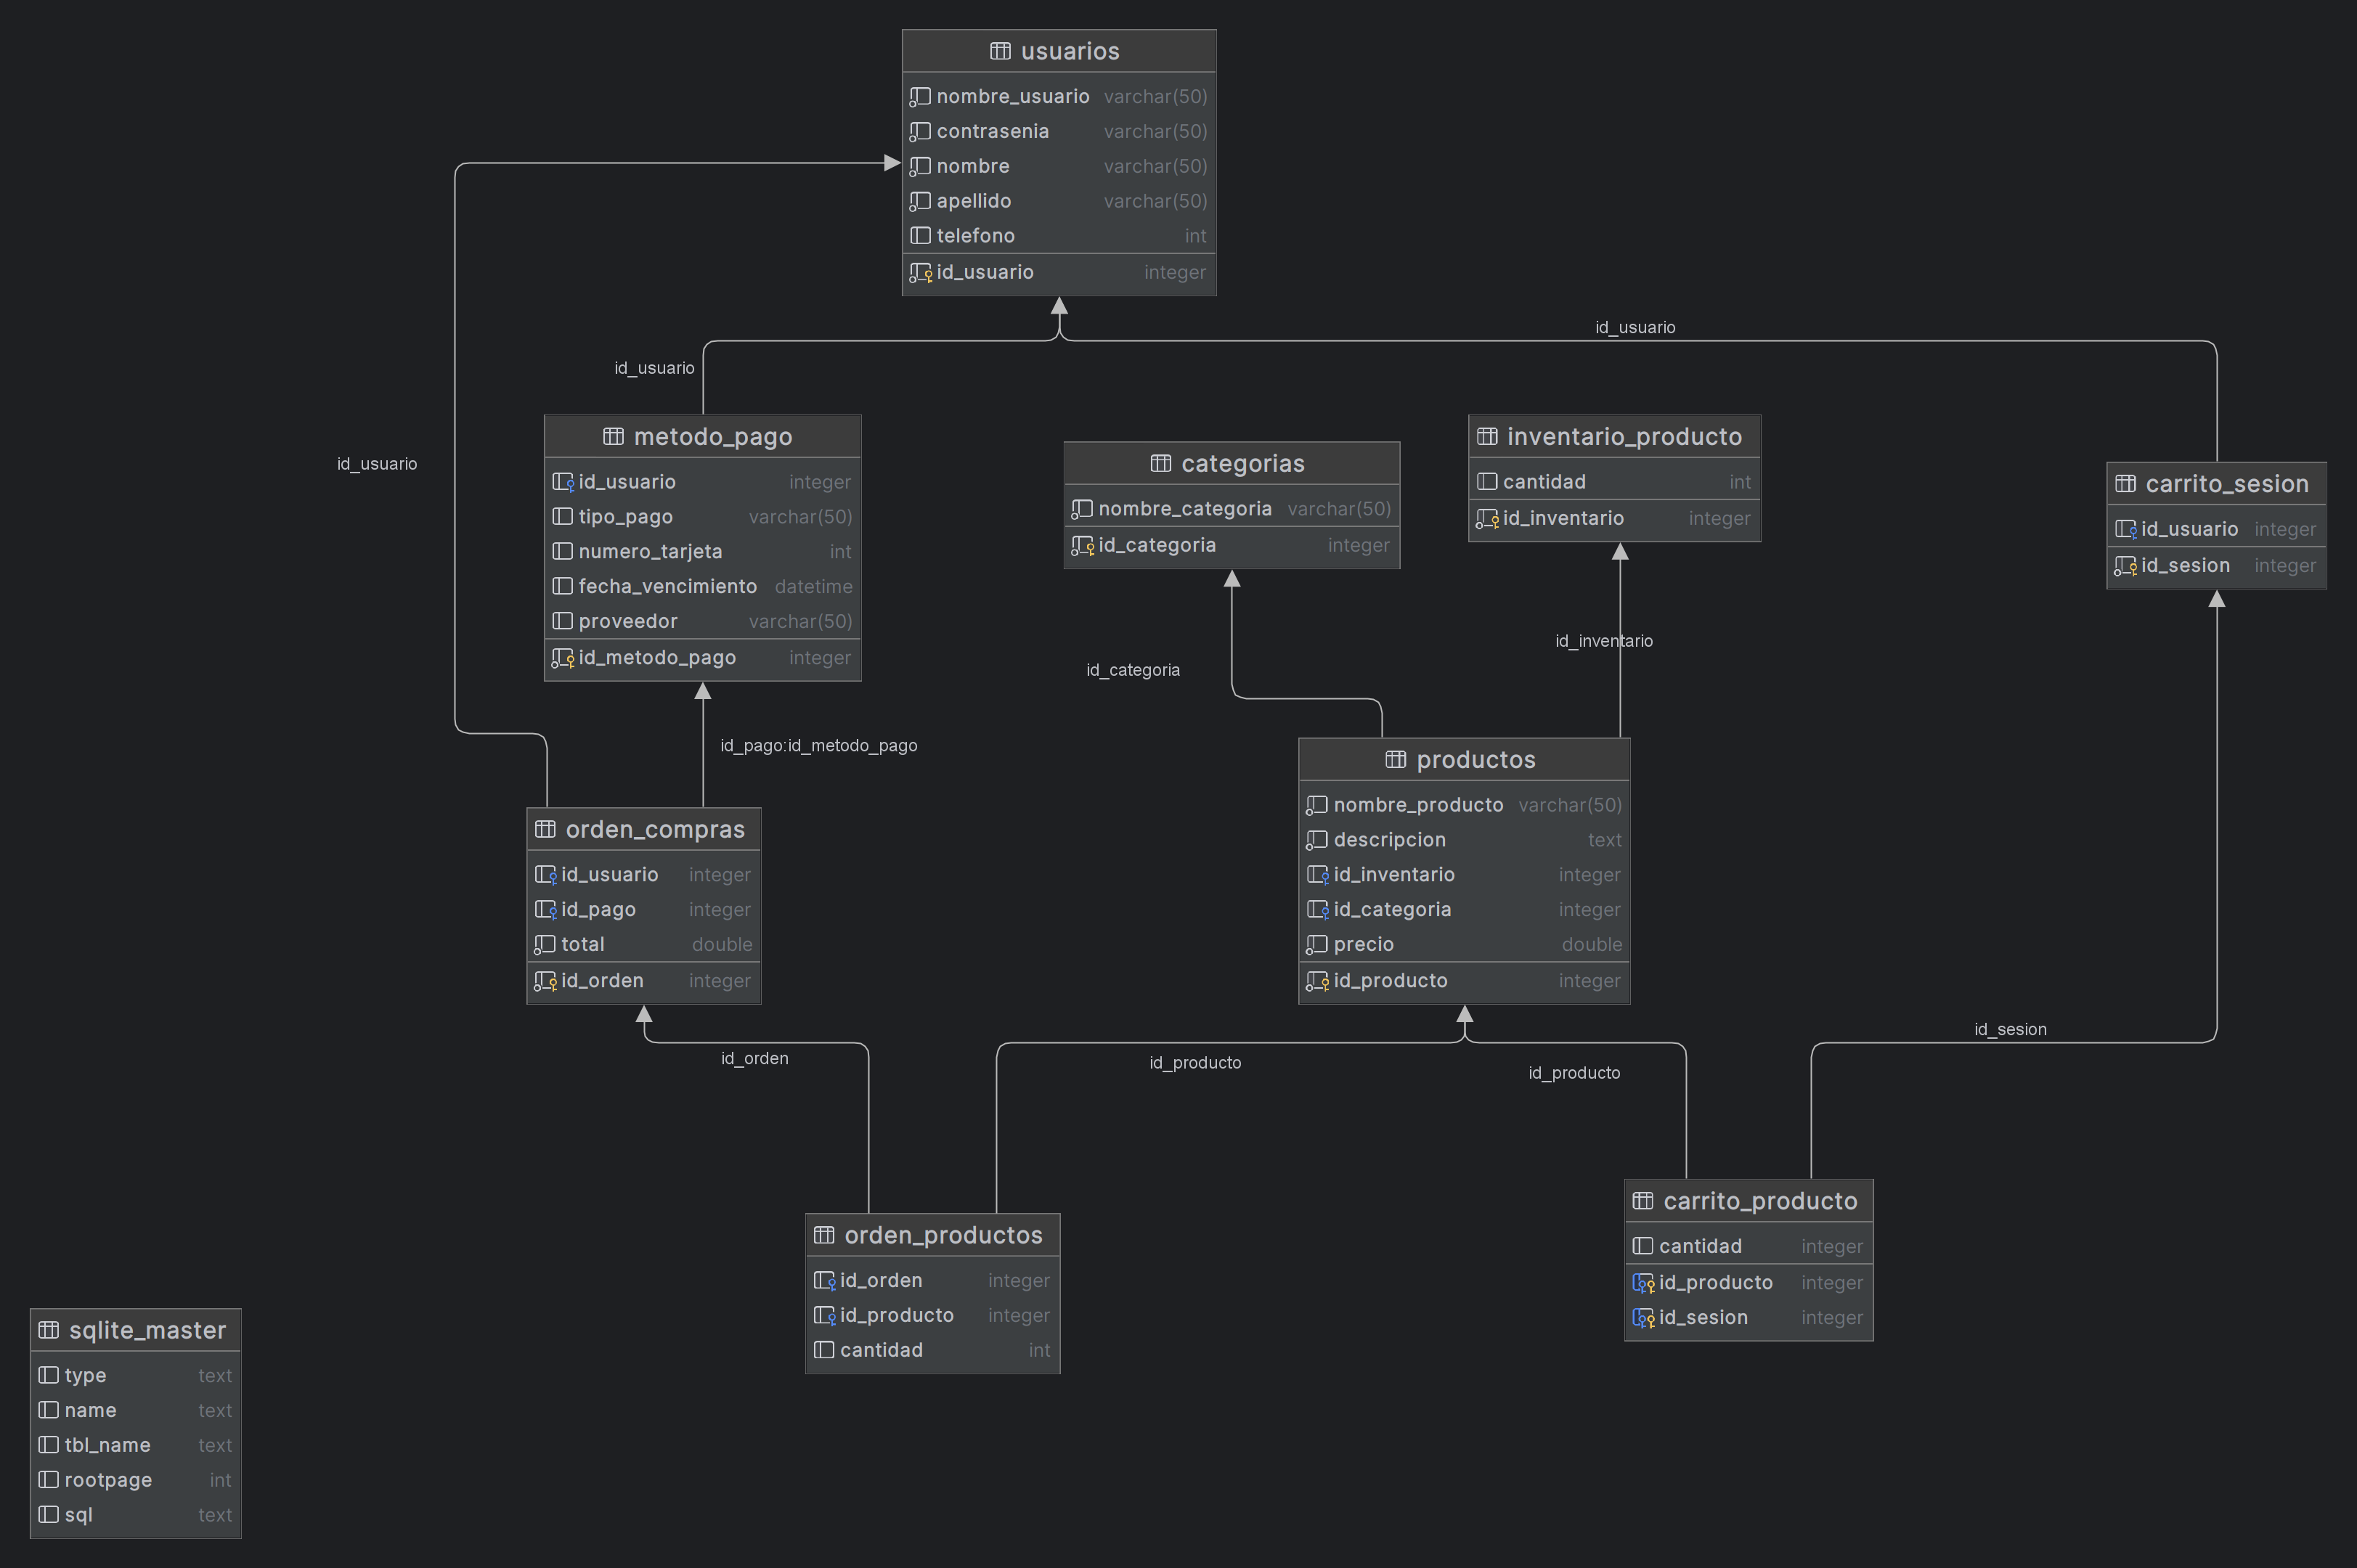 usuarios
nombre_usuario varchar(50)
contrasenia varchar(50)
nombre varchar(50)
apellido varchar(50)
telefono int
id_usuario integer
id_usuario
id_usuario
id_usuario
metodo_pago
id_usuario integer
tipo_pago varchar(50)
numero_tarjeta int
fecha_vencimiento datetime
proveedor varchar(50)
id_metodo_pago integer
categorias
nombre_categoria varchar(50)
id_categoria integer
inventario_producto
cantidad int
id_inventario integer
carrito_sesion
id_usuario integer
id_sesion integer
id_inventario
id_categoria
id_pago:id_metodo_pago
orden_compras
id_usuario integer
id_pago integer
total double
id_orden integer
productos
nombre_producto varchar(50)
descripcion text
id_inventario integer
id_categoria integer
precio double
id_producto integer
id_sesion
id_orden
id_producto
id_producto
orden_productos
id_orden integer
id_producto integer
cantidad int
carrito_producto
cantidad integer
id_producto integer
id_sesion integer
sqlite_master
type text
name text
tbl_name text
rootpage int
sql text